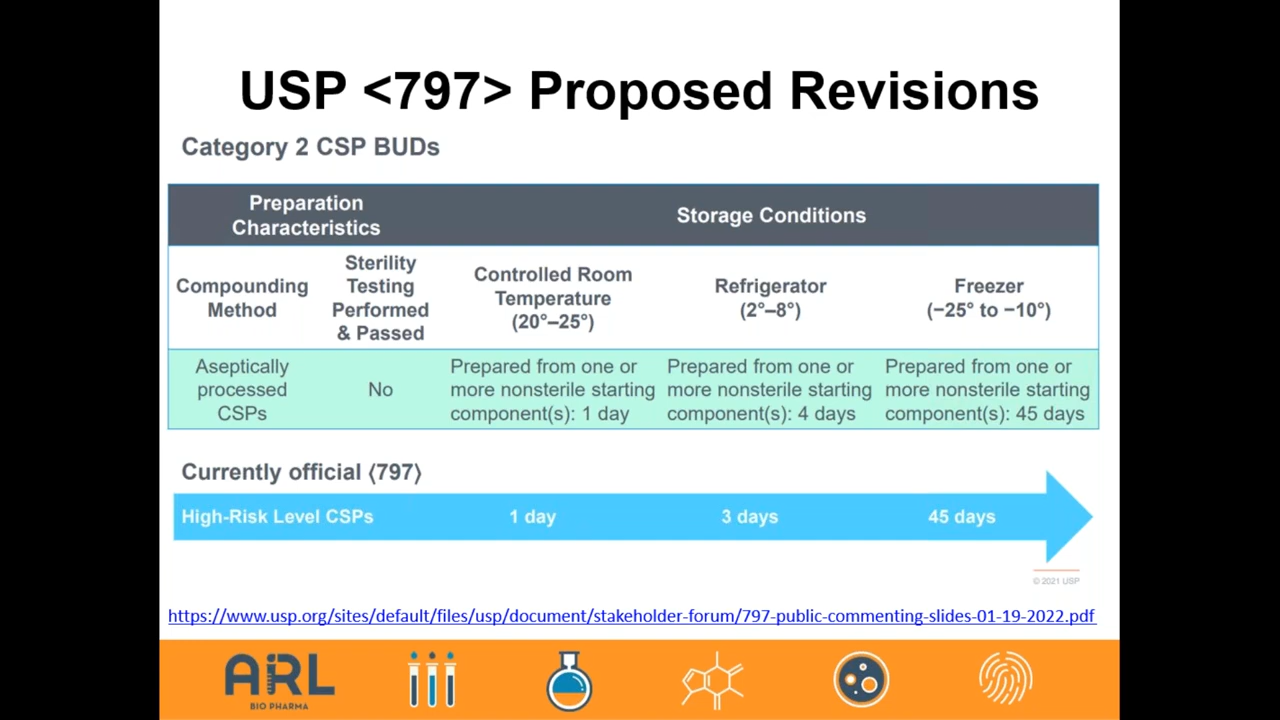 USP <797> Proposed Revisions
Category 2 CSP BUDs
Preparation
Characteristics
Storage Conditions
Compounding
Method
Sterility
Testing
Performed
& Passed
Controlled Room
Temperature
(20°–25°)
Refrigerator
(2°–8°)
Freezer
(−25° to −10°)
Aseptically
processed
CSPs
No
Prepared from one or
more nonsterile starting
component(s): 1 day
Prepared from one or
more nonsterile starting
component(s): 4 days
Prepared from one or
more nonsterile starting
component(s): 45 days
Currently official ⟨797⟩
High-Risk Level CSPs 1 day 3 days 45 days
© 2021 USP
https://www.usp.org/sites/default/files/usp/document/stakeholder-forum/797-public-commenting-slides-01-19-2022.pdf
ARL
BIO PHARMA